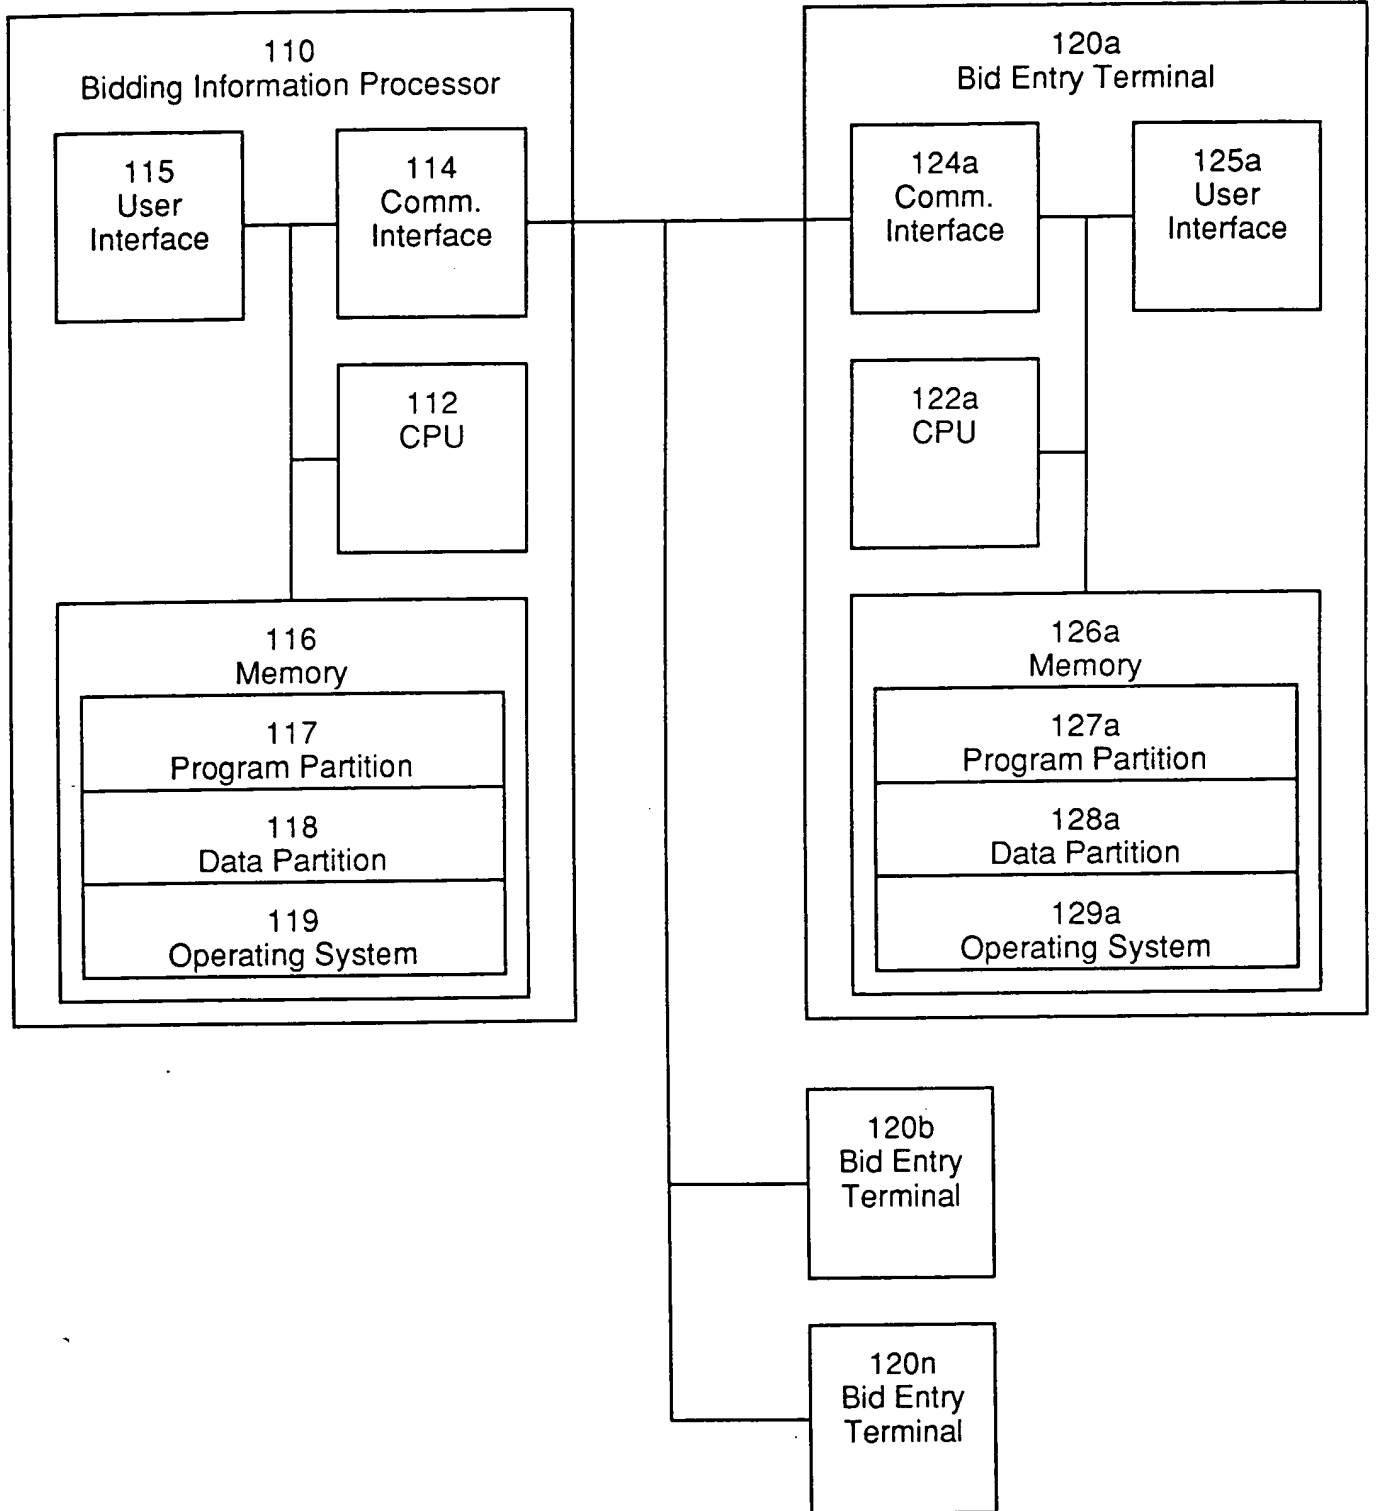 110
Bidding Information Processor
115
User
Interface
114
Comm.
Interface
112
CPU
116
Memory
117
Program Partition
118
Data Partition
119
Operating System
120a
Bid Entry Terminal
124a
Comm.
Interface
125a
User
Interface
122a
CPU
126a
Memory
127a
Program Partition
128a
Data Partition
129a
Operating System
120b
Bid Entry
Terminal
120n
Bid Entry
Terminal